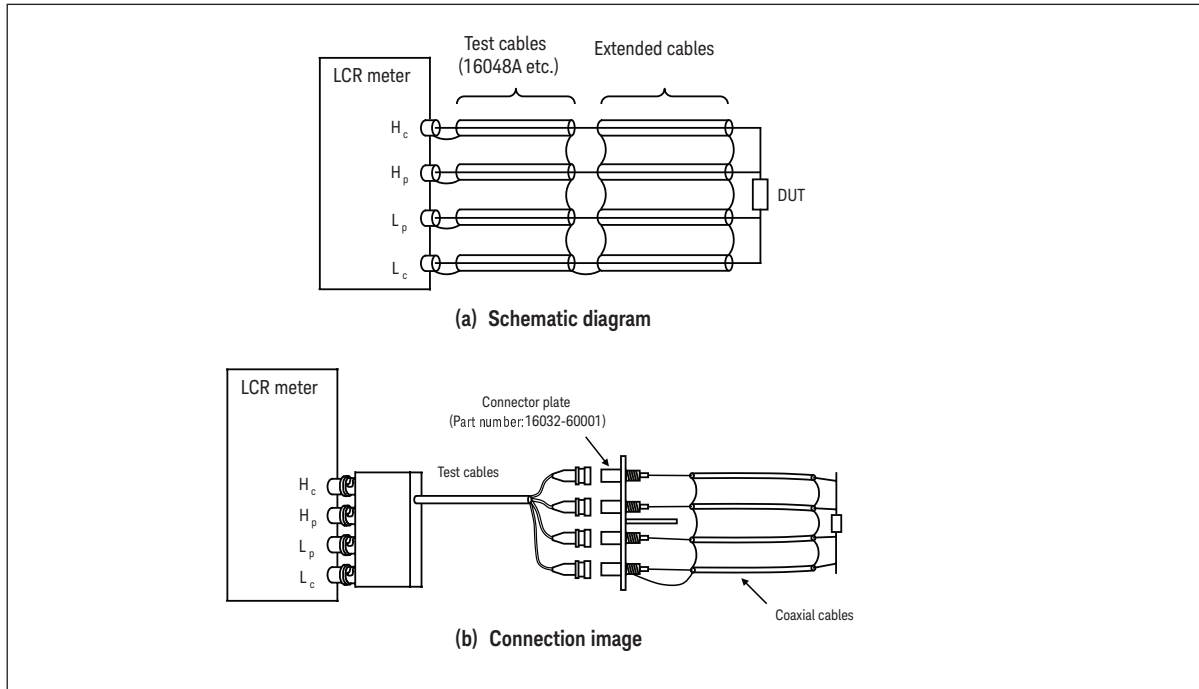 Test cables
(16048A etc.)
Extended cables
LCR meter
Hc
Hp
Lp
Lc
DUT
(a) Schematic diagram
LCR meter
Connector plate
(Part number:16032-60001)
Test cables
Hc
Hp
Lp
Lc
Coaxial cables
(b) Connection image